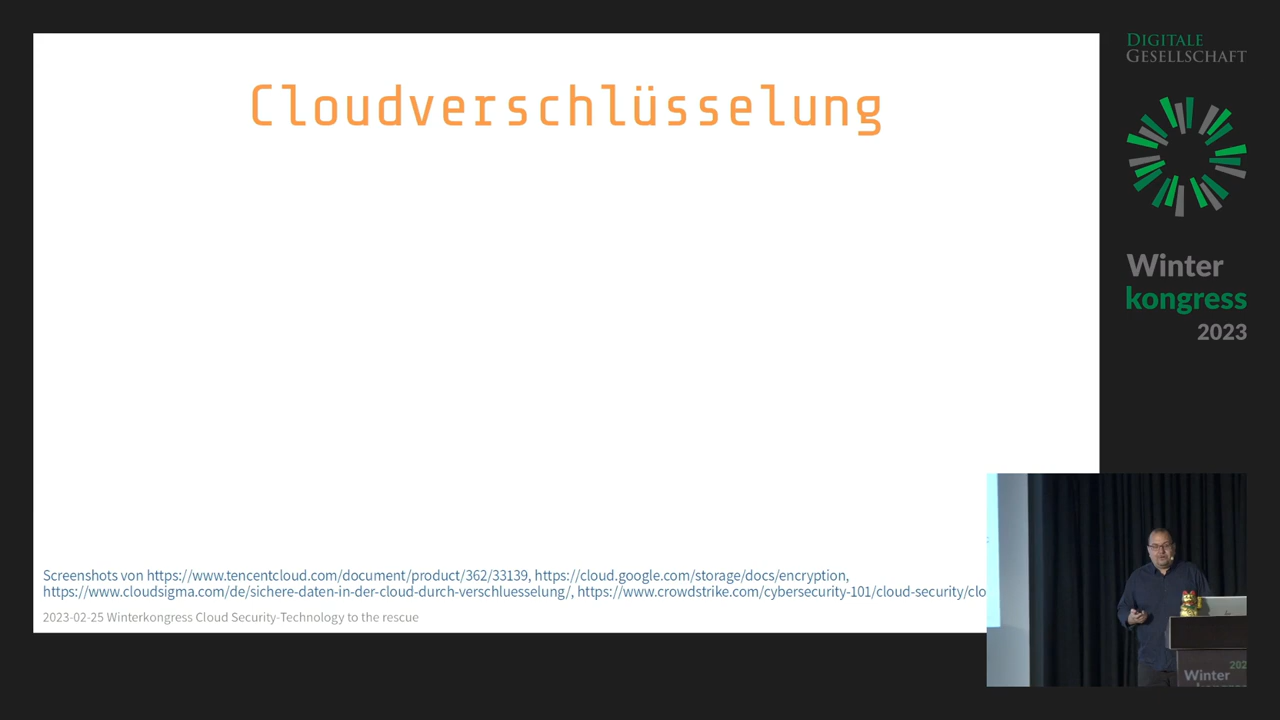 Cloudverschlüsselung
Screenshots von https://www.tencentcloud.com/document/product/362/33139, https://cloud.google.com/storage/docs/encryption,
https://www.cloudsigma.com/de/sichere-daten-in-der-cloud-durch-verschluesselung/, https://www.crowdstrike.com/cybersecurity-101/cloud-security/clo
2023-02-25 Winterkongress Cloud Security-Technology to the rescue
DIGITALE
GESELLSCHAFT
Winter
kongress
2023
202
Winter